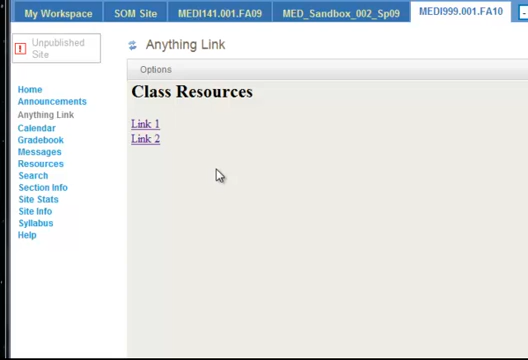 My Workspace
SOM Site
MEDI141.001.FA09
MED_Sandbox_002_Sp09
MEDI999.001.FA10
Unpublished
Site
Anything Link
Options
Class Resources
Link 1
Link 2
Home
Announcements
Anything Link
Calendar
Gradebook
Messages
Resources
Search
Section Info
Site Stats
Site Info
Syllabus
Help